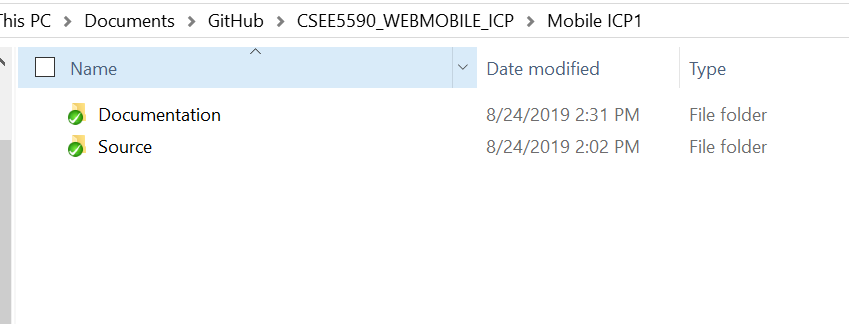 This PC > Documents > GitHub > CSEE5590_WEBMOBILE_ICP > Mobile ICP1
Name Date modified Type
Documentation 8/24/2019 2:31 PM File folder
Source 8/24/2019 2:02 PM File folder